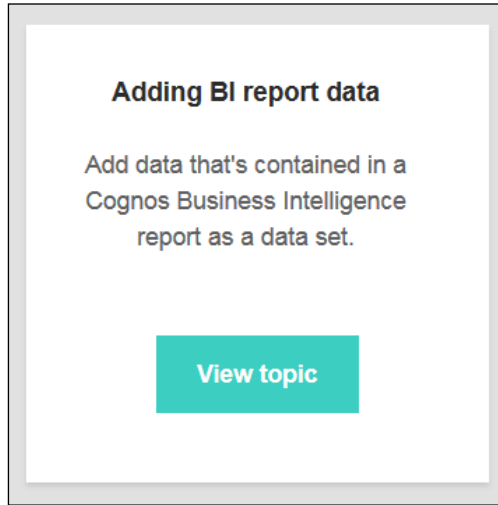 Adding BI report data
Add data that's contained in a
Cognos Business Intelligence
report as a data set.
View topic